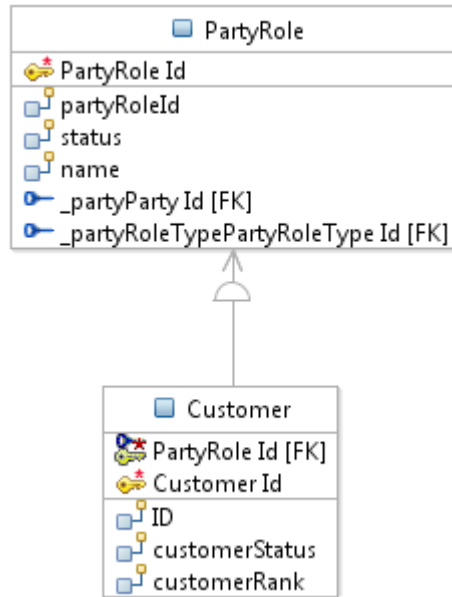 PartyRole
PartyRole Id
partyRoleId
status
name
_partyParty Id [FK]
_partyRoleTypePartyRoleType Id [FK]
Customer
PartyRole Id [FK]
Customer Id
ID
customerStatus
customerRank